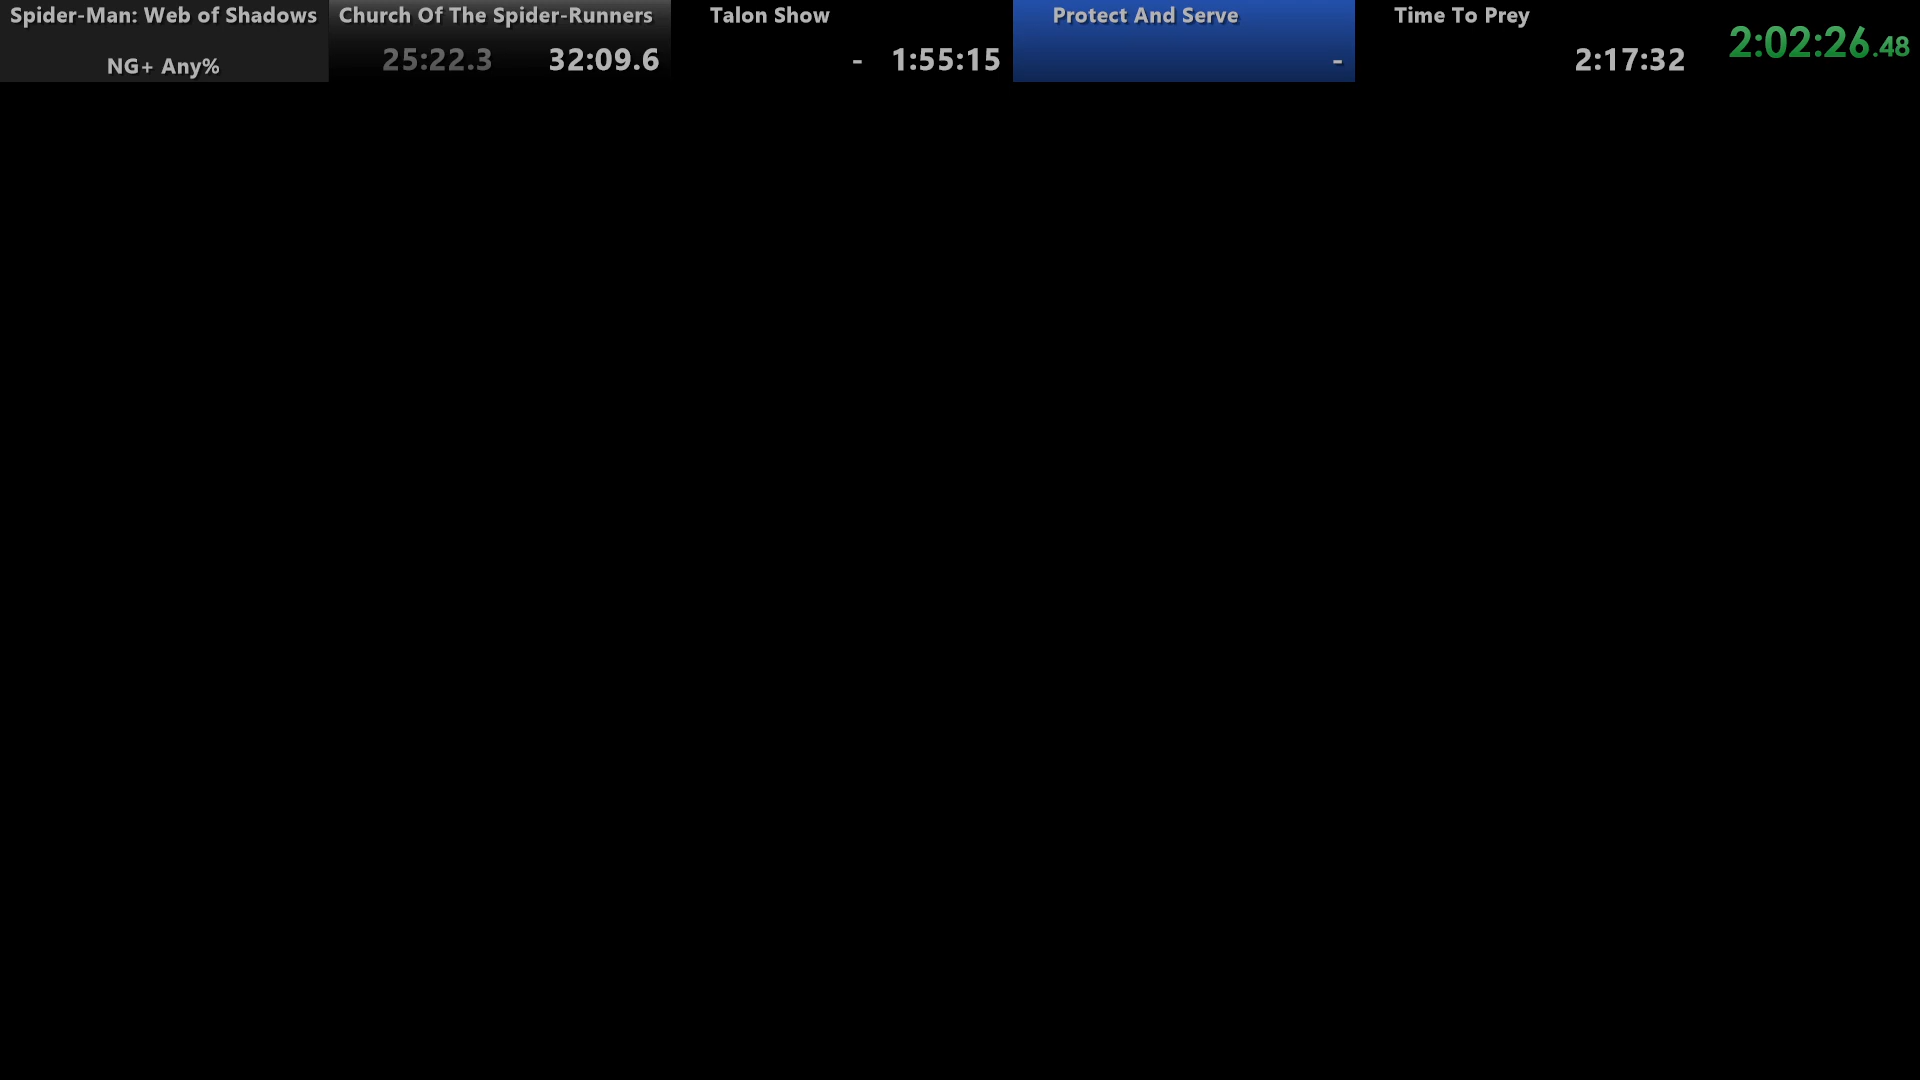 Spider-Man: Web of Shadows
NG+ Any%
Church Of The Spider-Runners
25:22.3 32:09.6
Talon Show
- 1:55:15
Protect And Serve
-
Time To Prey
2:17:32
2:02:26.48